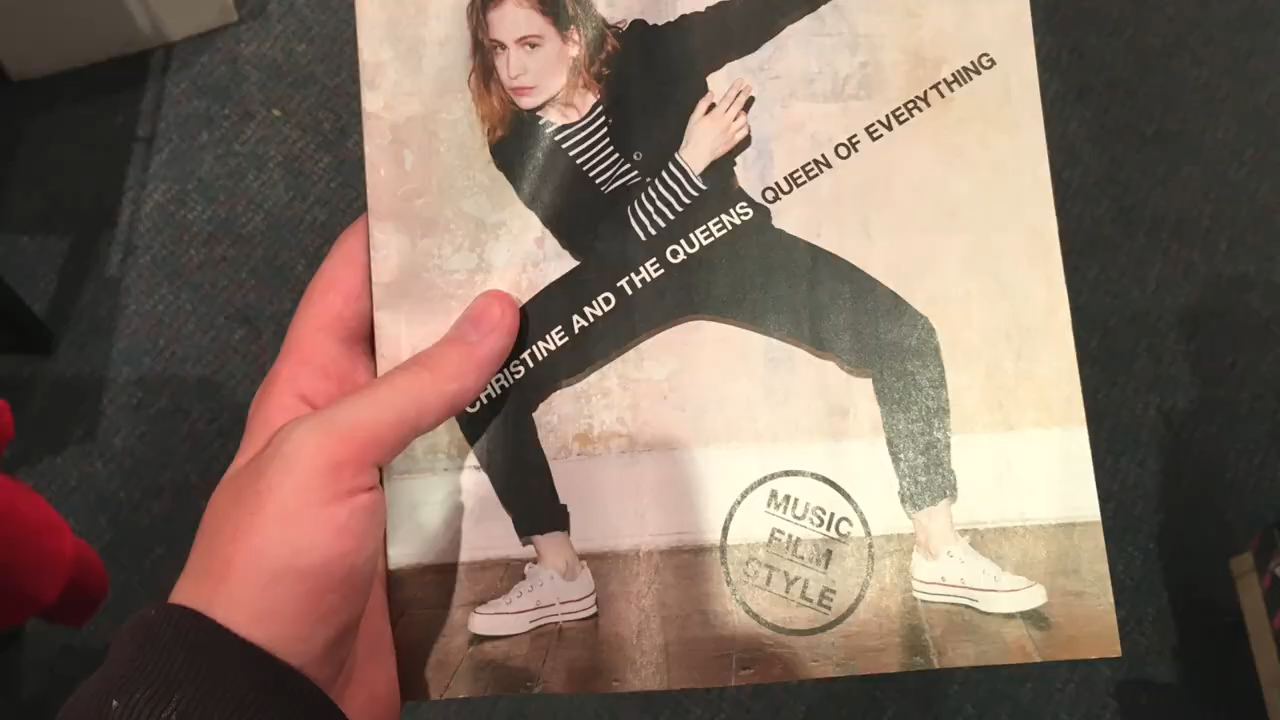 CHRISTINE AND THE QUEENS QUEEN OF EVERYTHING
MUSIC
FILM
STYLE